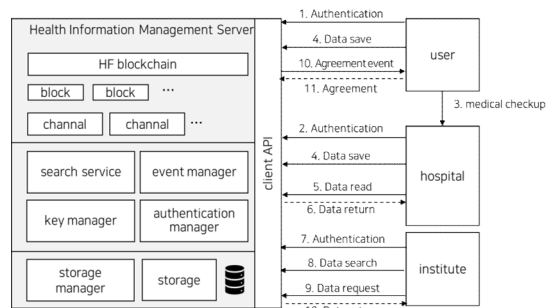 Health Information Management Server
HF blockchain
block
block
...
channal
channal
...
search service
event manager
key manager
authentication
manager
storage
manager
storage
client API
1. Authentication
4. Data save
10. Agreement event
11. Agreement
user
3. medical checkup
2. Authentication
4. Data save
5. Data read
6. Data return
hospital
7. Authentication
8. Data search
9. Data request
institute